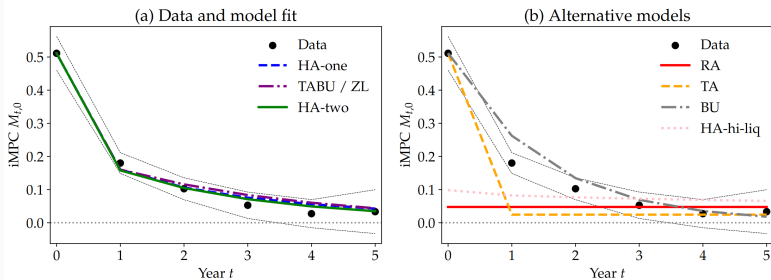 (a) Data and model fit
iMPC M_{t,0}
0.5
0.4
0.3
0.2
0.1
0.0
Data
HA-one
TABU / ZL
HA-two
0 1 2 3 4 5
Year t
(b) Alternative models
iMPC M_{t,0}
0.5
0.4
0.3
0.2
0.1
0.0
Data
RA
TA
BU
HA-hi-liq
0 1 2 3 4 5
Year t